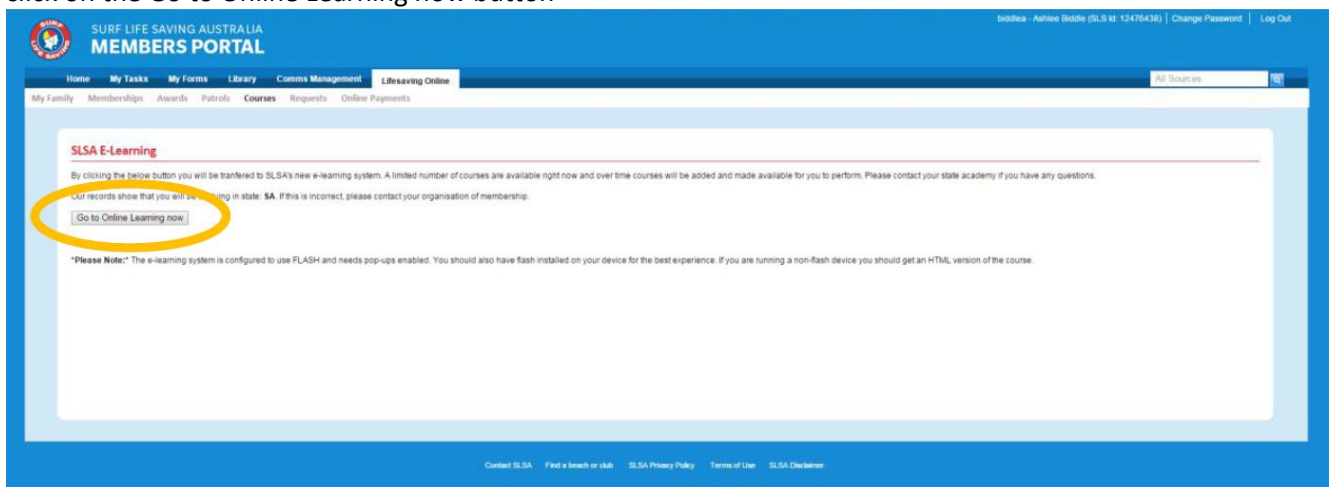 click on the Go to Online Learning now button
biddlea - Ashlee Biddle (SLS Id: 12476438) | Change Password | Log Out
SURF LIFE SAVING AUSTRALIA
MEMBERS PORTAL
Home My Tasks My Forms Library Comms Management Lifesaving Online All Sources
My Family Memberships Awards Patrols Courses Requests Online Payments
SLSA E-Learning
By clicking the below button you will be tranfered to SLSA's new e-learning system. A limited number of courses are available right now and over time courses will be added and made available for you to perform. Please contact your state academy if you have any questions.
Our records show that you will be in state: SA. If this is incorrect, please contact your organisation of membership.
Go to Online Learning now
*Please Note:* The e-learning system is configured to use FLASH and needs pop-ups enabled. You should also have flash installed on your device for the best experience. If you are running a non-flash device you should get an HTML version of the course.
Contact SLSA Find a beach or club SLSA Privacy Policy Terms of Use SLSA Disclaimer